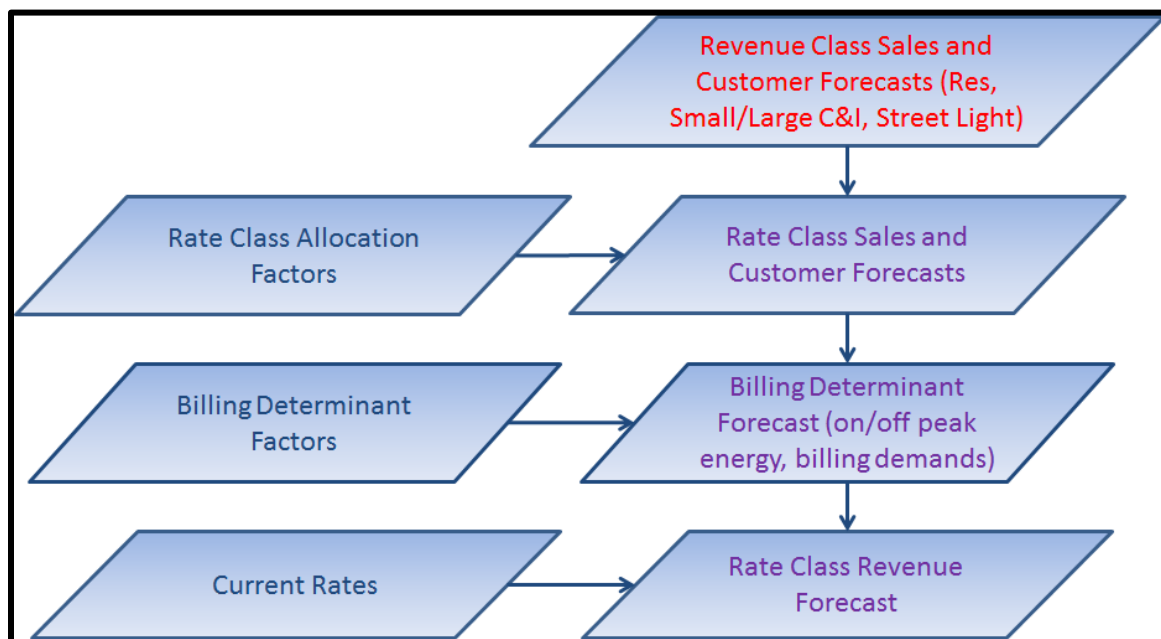 Revenue Class Sales and
Customer Forecasts (Res,
Small/Large C&I, Street Light)
Rate Class Allocation
Factors
Rate Class Sales and
Customer Forecasts
Billing Determinant
Factors
Billing Determinant
Forecast (on/off peak
energy, billing demands)
Current Rates
Rate Class Revenue
Forecast